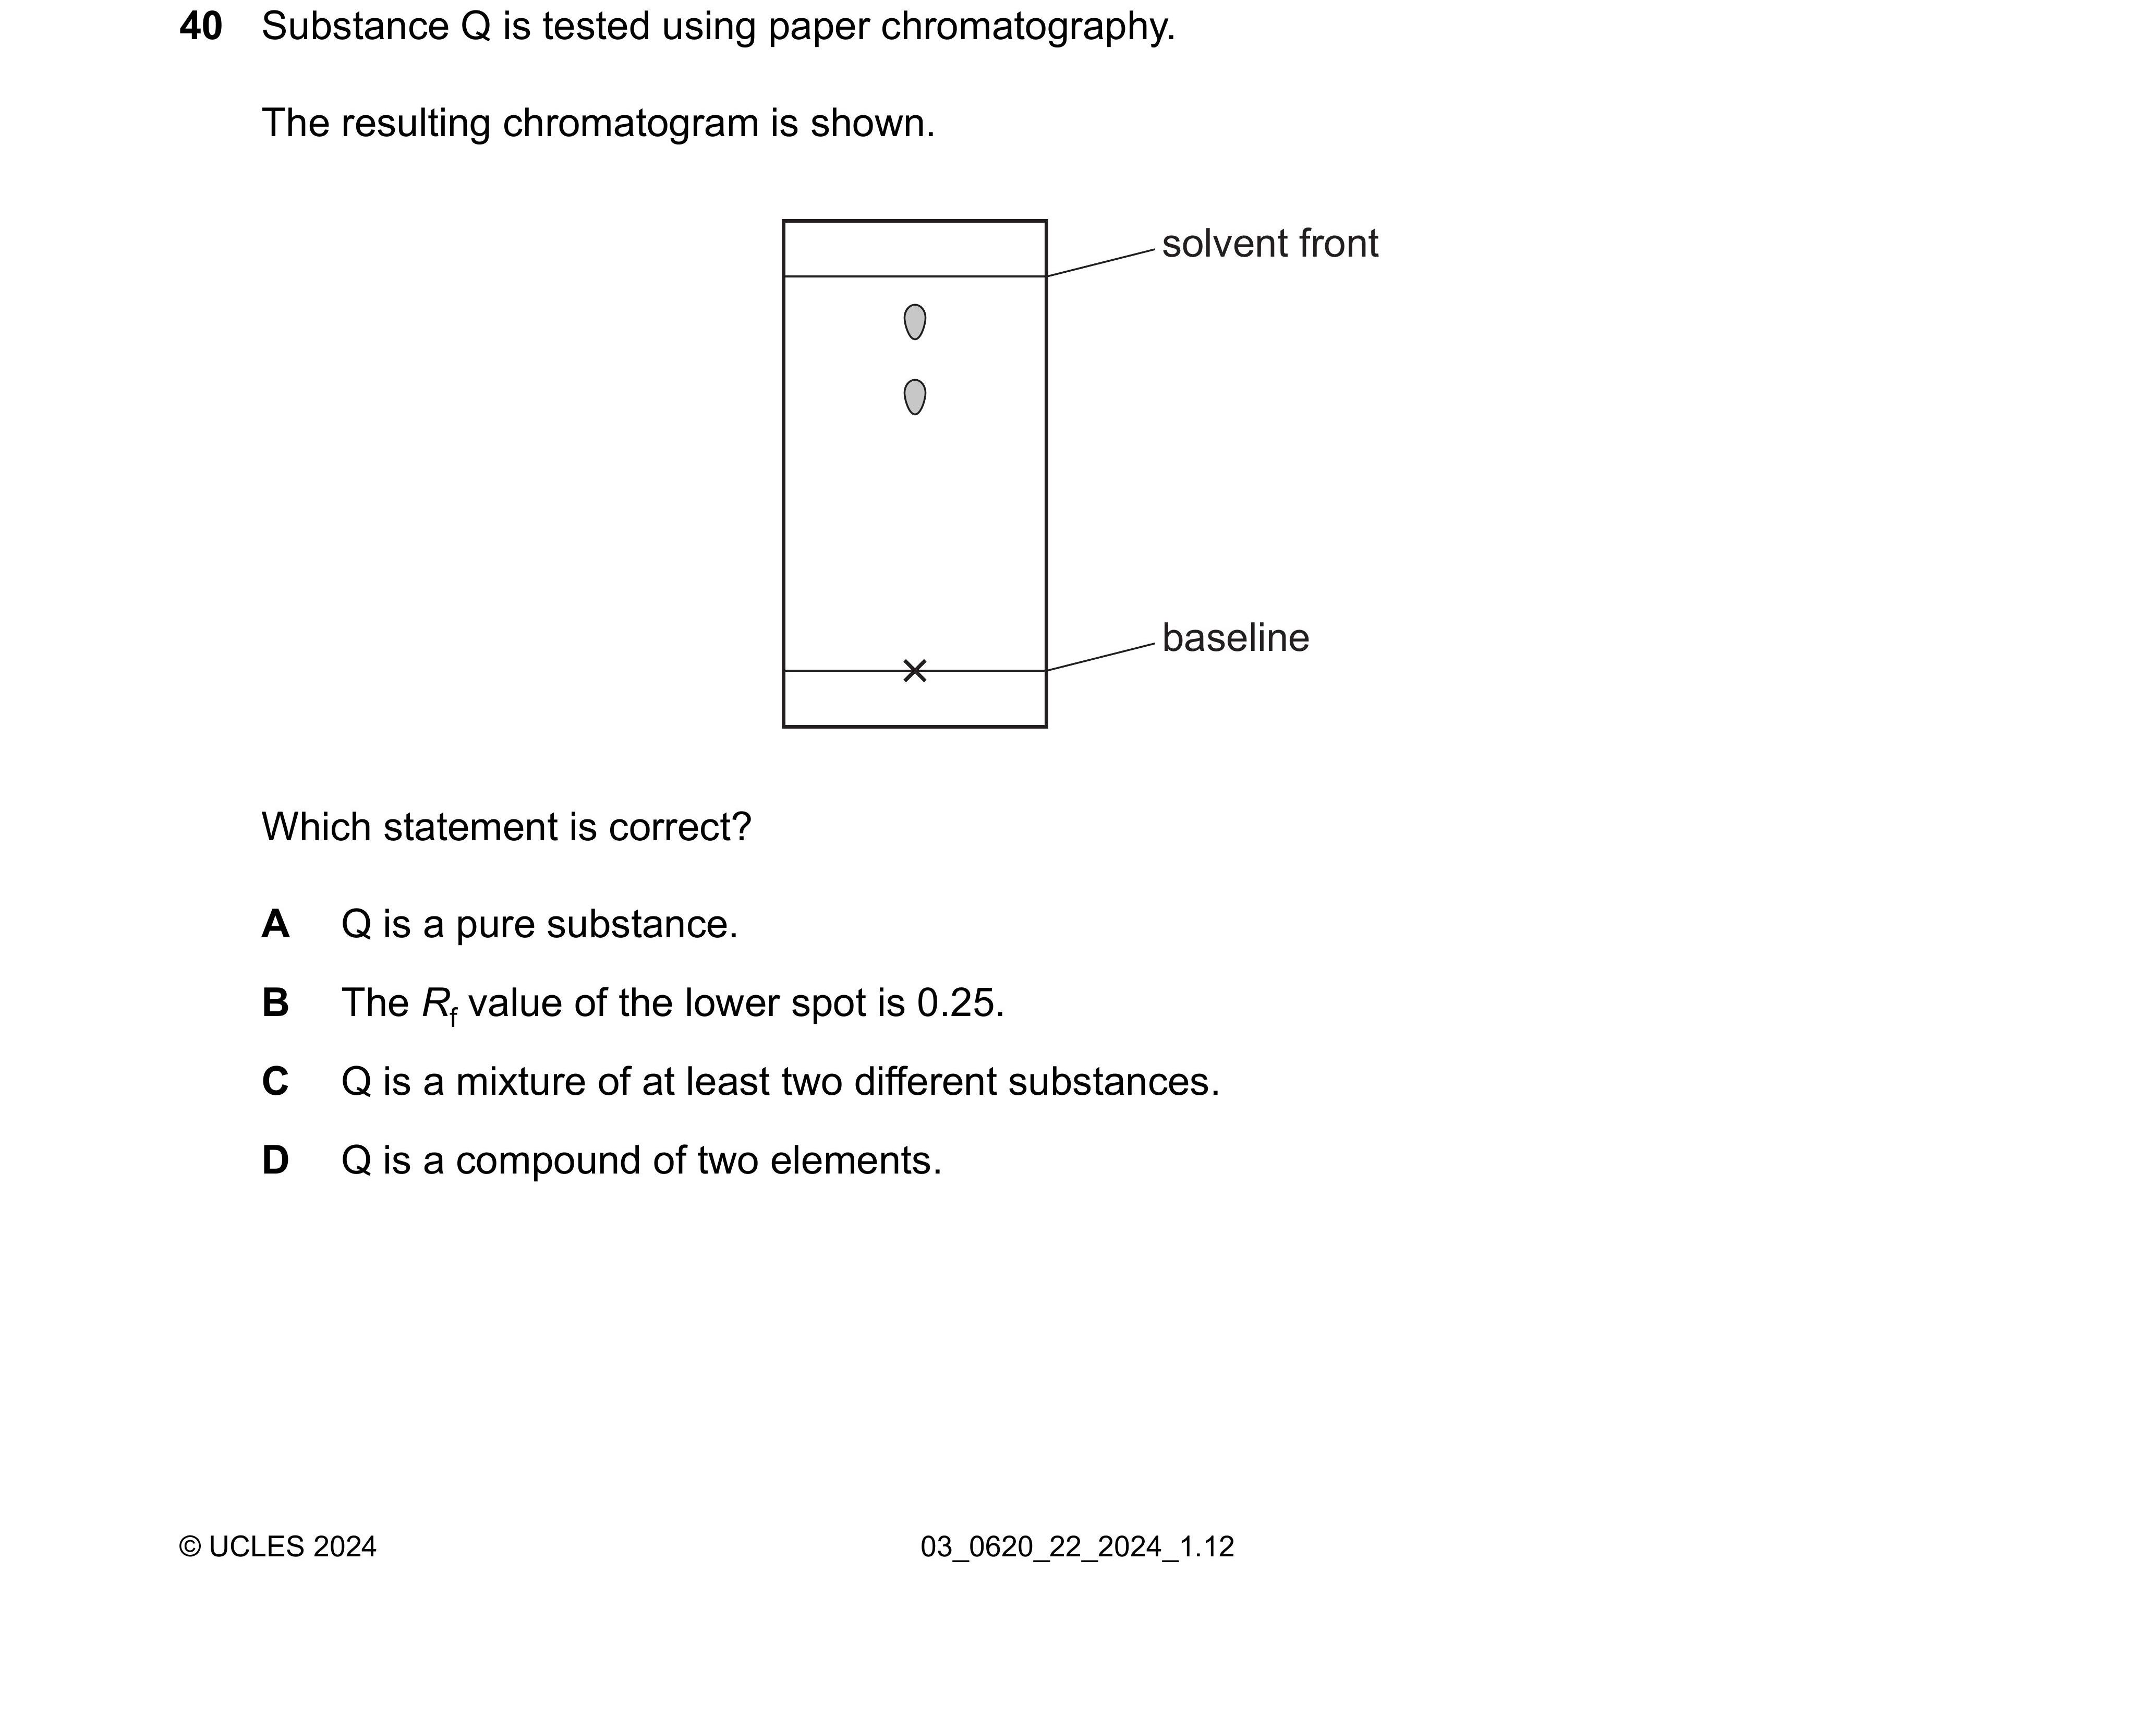 40 Substance Q is tested using paper chromatography.
The resulting chromatogram is shown.
solvent front
baseline
Which statement is correct?
A Q is a pure substance.
B The Rf value of the lower spot is 0.25.
C Q is a mixture of at least two different substances.
D Q is a compound of two elements.
© UCLES 2024 03_0620_22_2024_1.12